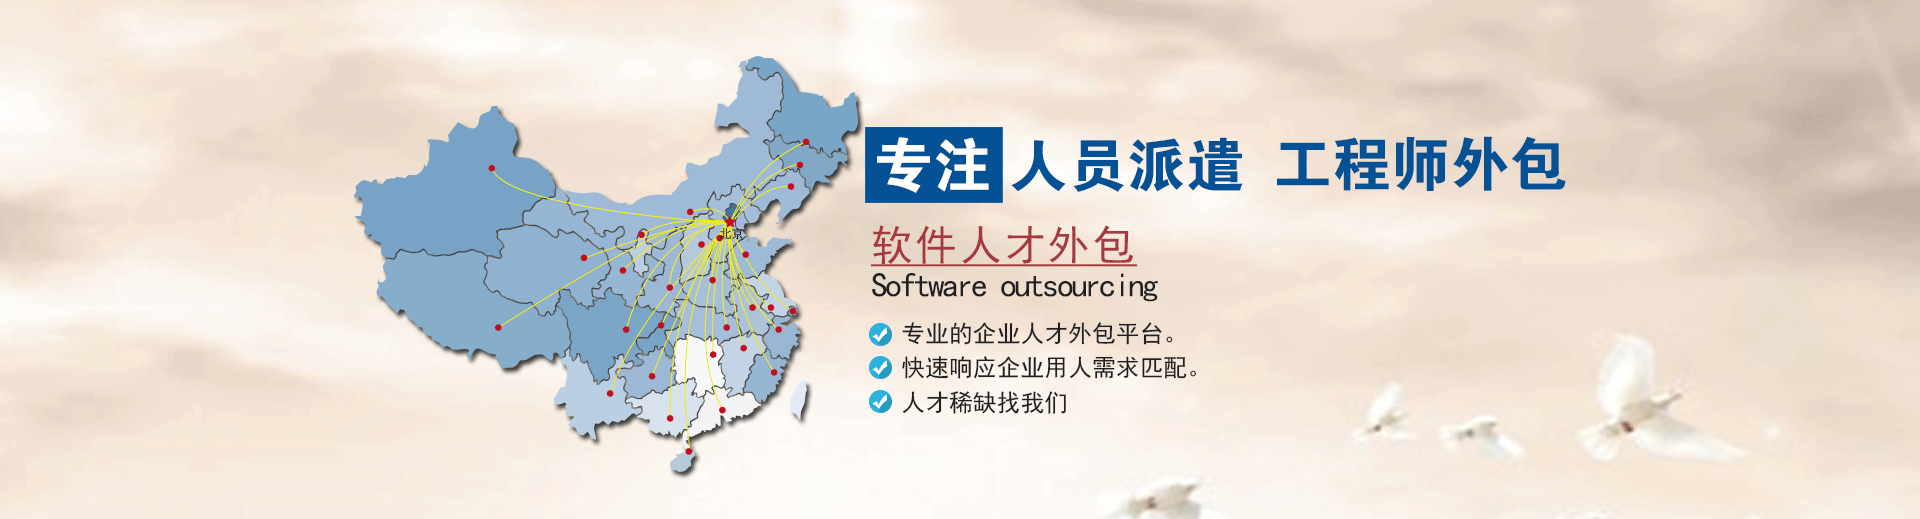 北京
专注 人员派遣 工程师外包
软件人才外包
Software outsourcing
专业的企业人才外包平台。
快速响应企业用人需求匹配。
人才稀缺找我们